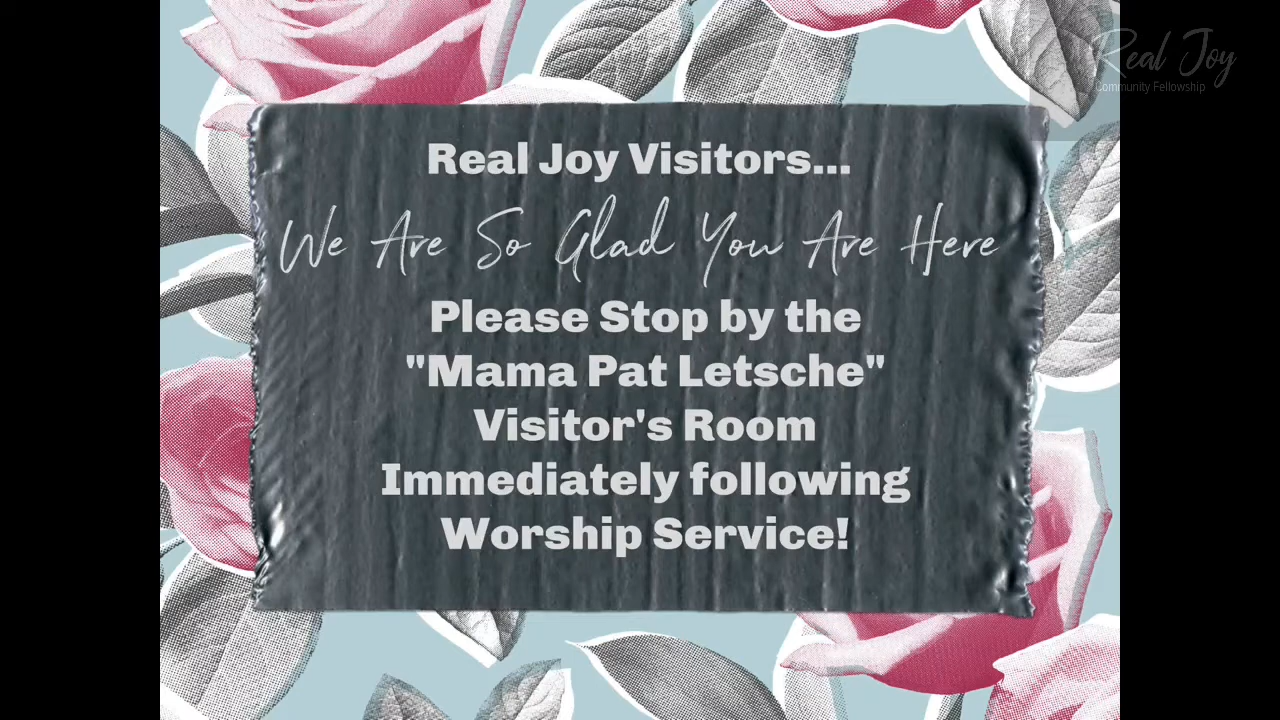 Real Joy
Community Fellowship
Real Joy Visitors...
We Are So Glad You Are Here
Please Stop by the
"Mama Pat Letsche"
Visitor's Room
Immediately following
Worship Service!